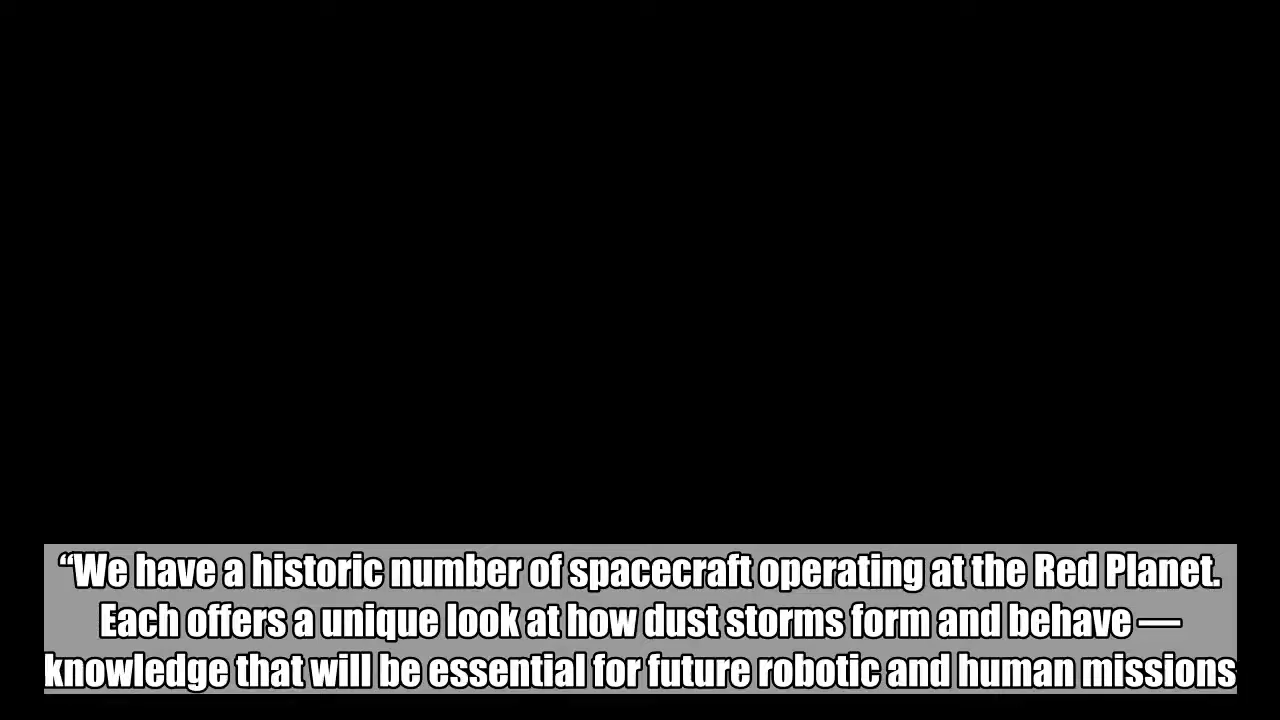 “We have a historic number of spacecraft operating at the Red Planet.
Each offers a unique look at how dust storms form and behave —
knowledge that will be essential for future robotic and human missions